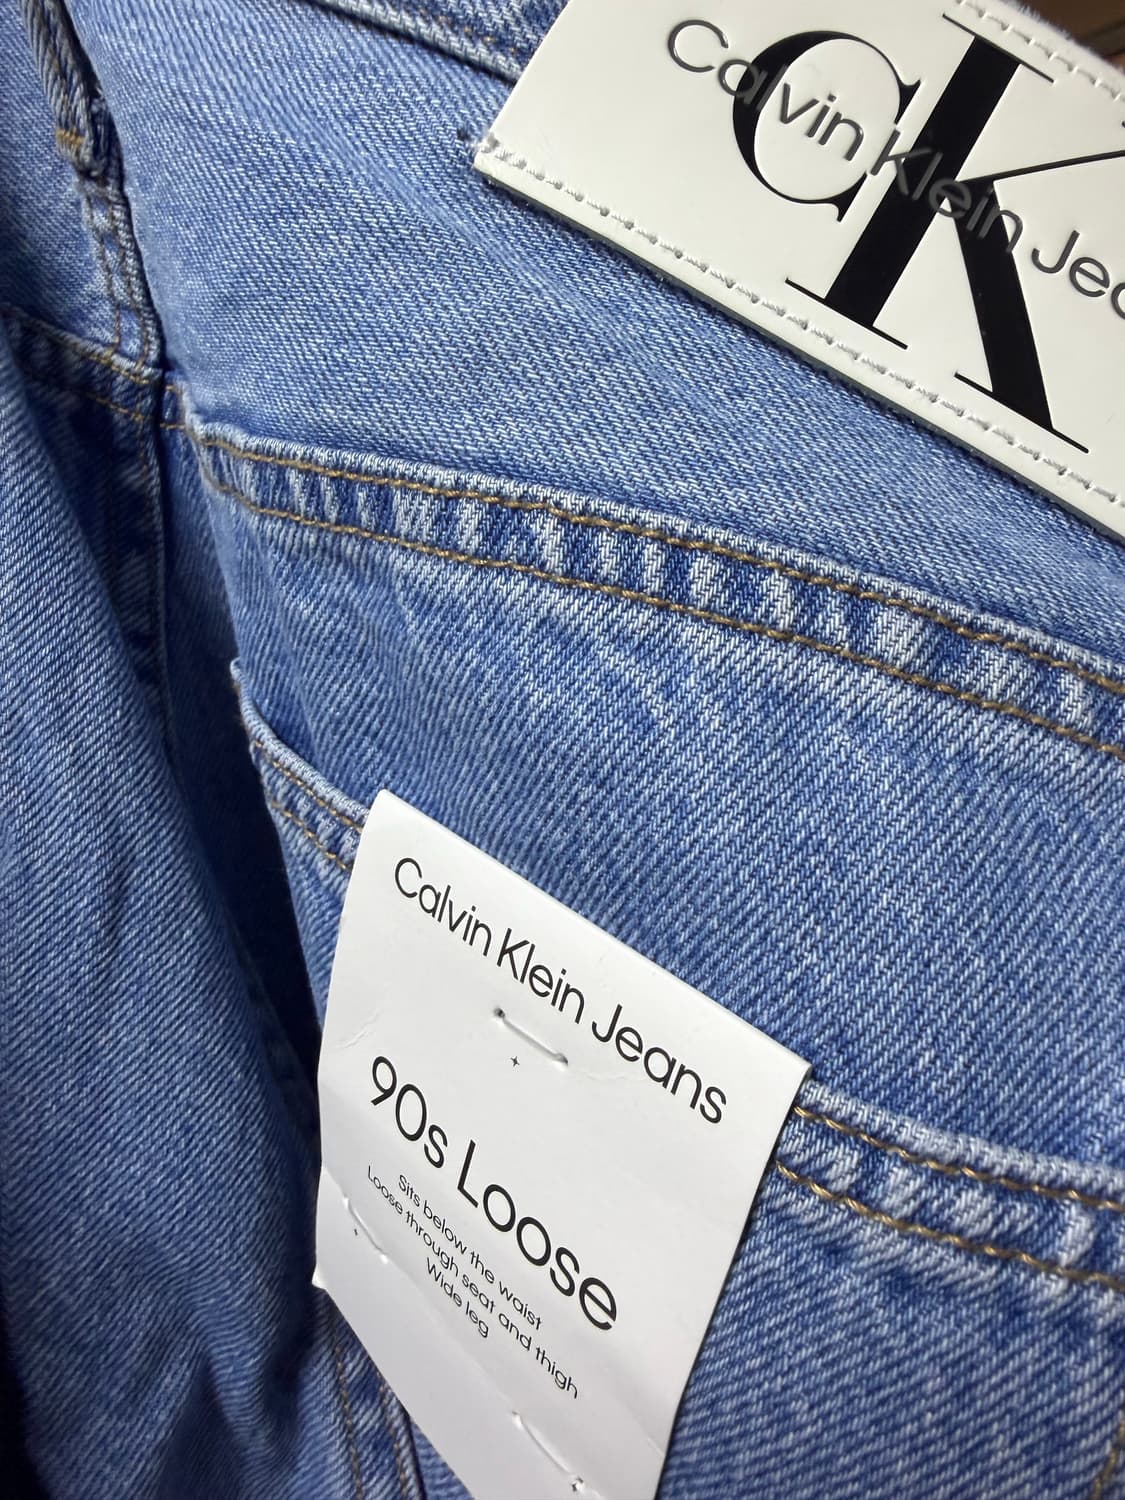 CK
Calvin Klein Jea
Calvin Klein Jeans
90s Loose
Sits below the waist
Loose through seat and thigh
Wide leg